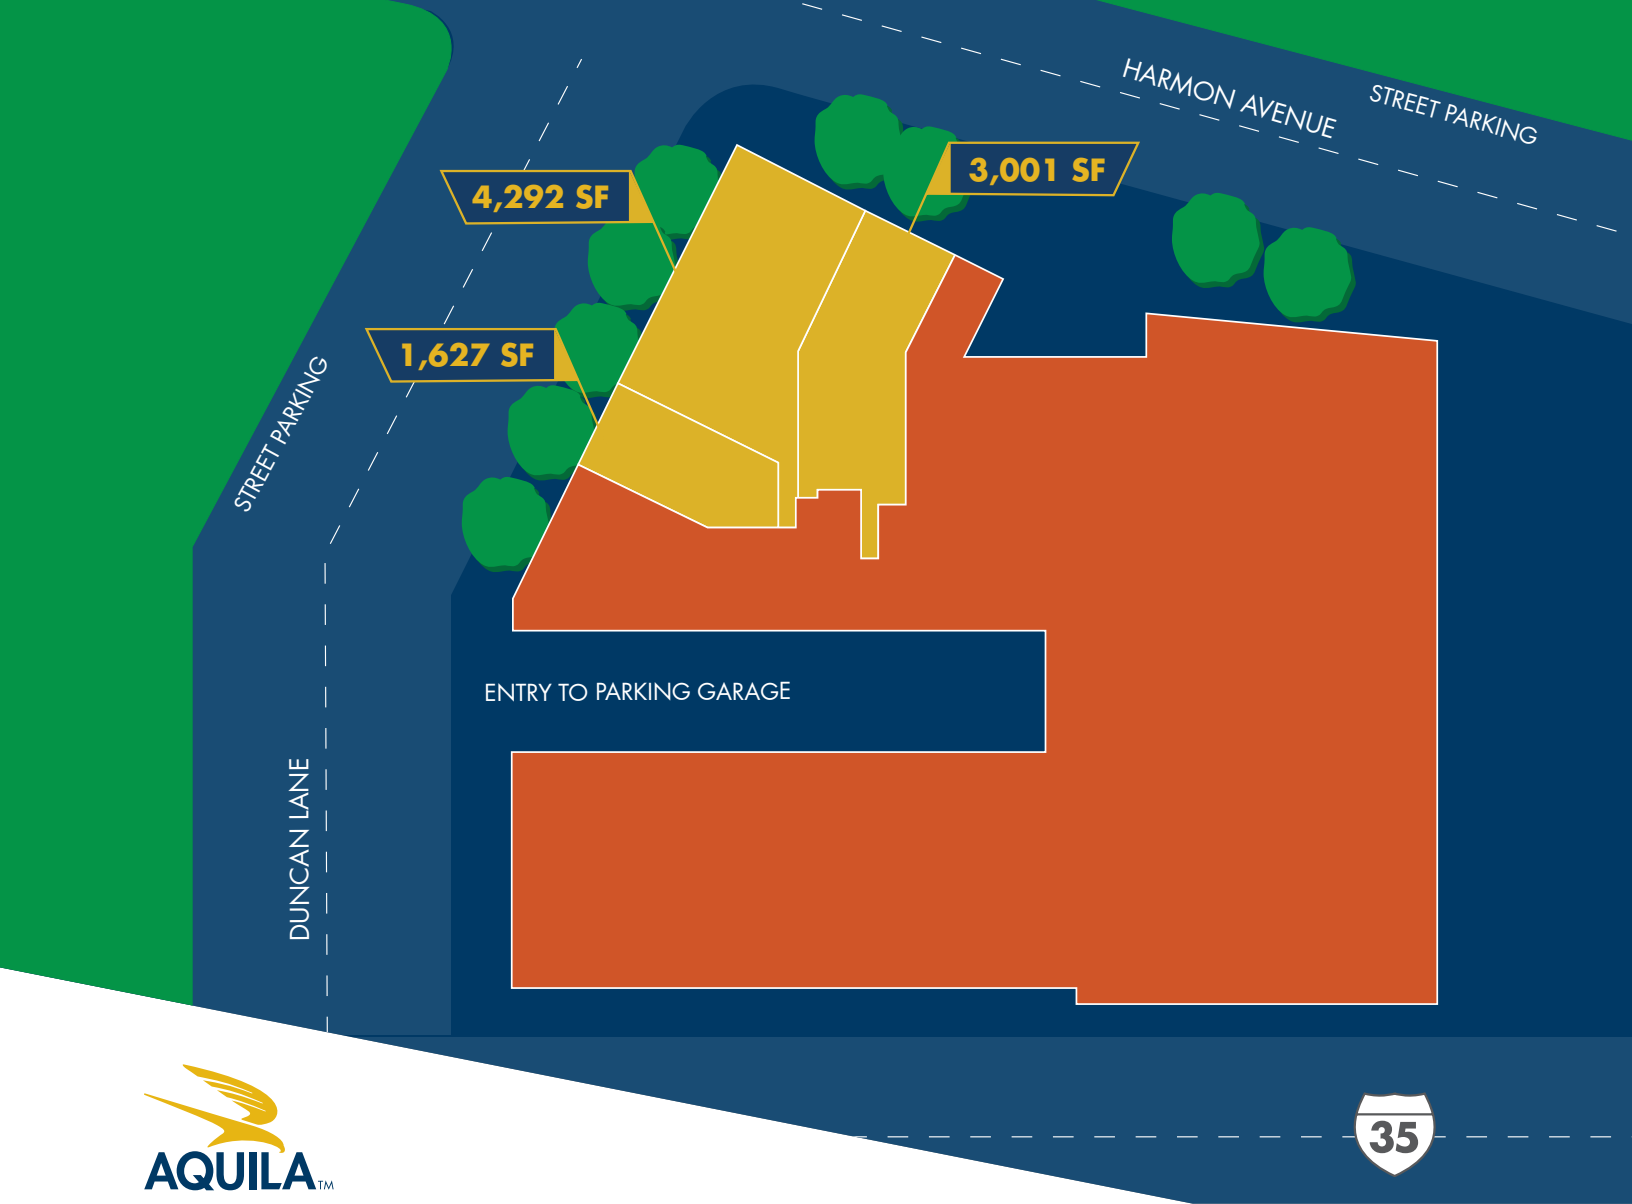 HARMON AVENUE
STREET PARKING
3,001 SF
4,292 SF
1,627 SF
STREET PARKING
ENTRY TO PARKING GARAGE
DUNCAN LANE
35
AQUILA™